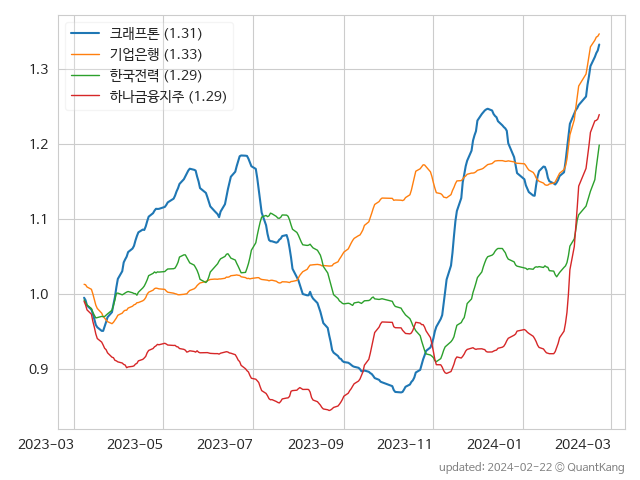 크래프톤 (1.31)
기업은행 (1.33)
한국전력 (1.29)
하나금융지주 (1.29)
1.3
1.2
1.1
1.0
0.9
2023-03 2023-05 2023-07 2023-09 2023-11 2024-01 2024-03
updated: 2024-02-22 © QuantKang